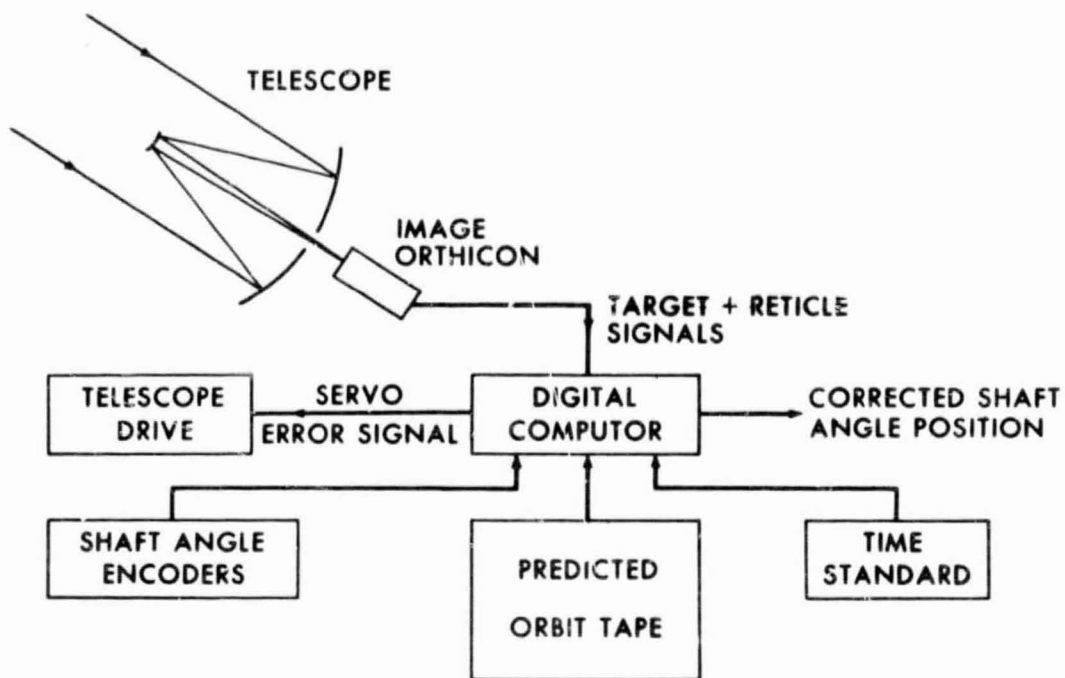 TELESCOPE
IMAGE
ORTHICON
TARGET + RETICLE
SIGNALS
TELESCOPE
DRIVE
SERVO
ERROR SIGNAL
DIGITAL
COMPUTOR
CORRECTED SHAFT
ANGLE POSITION
SHAFT ANGLE
ENCODERS
PREDICTED
ORBIT TAPE
TIME
STANDARD